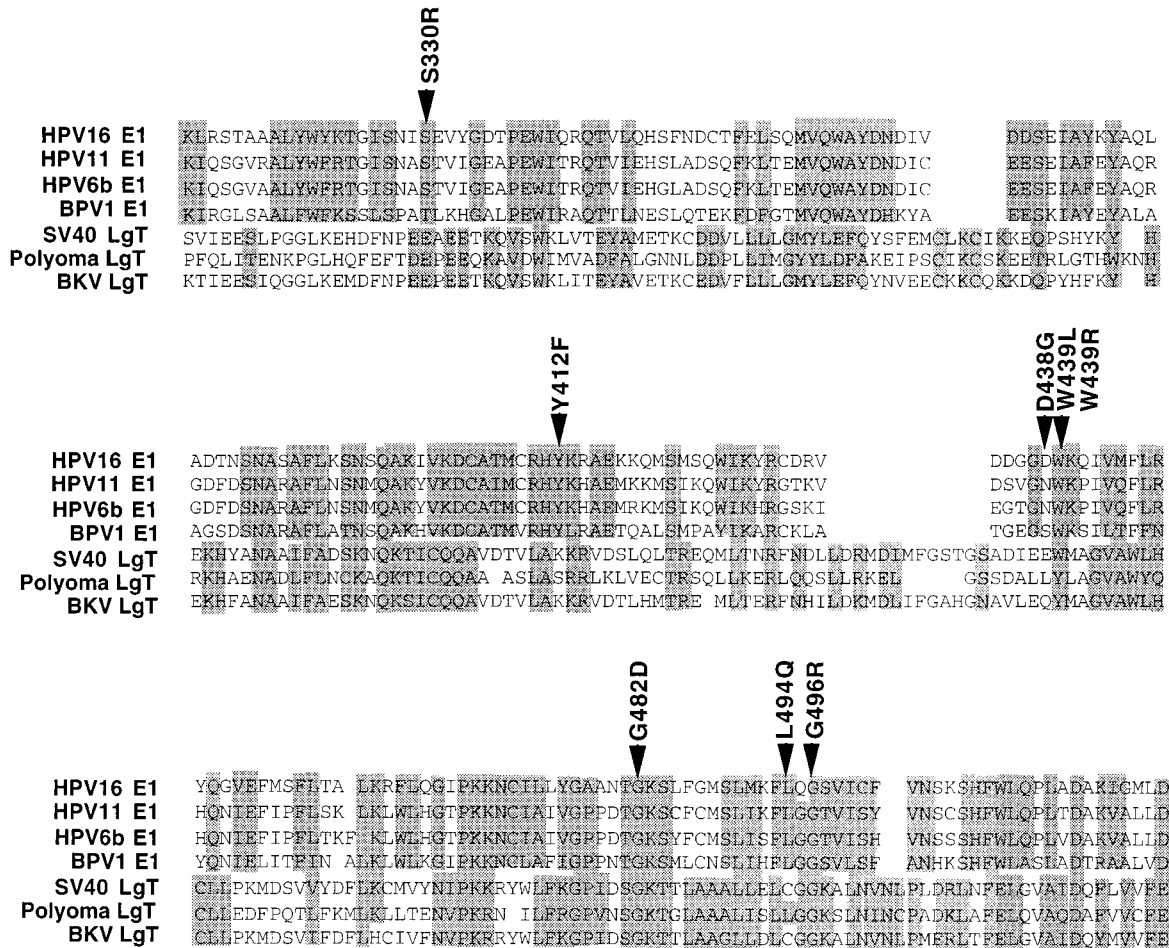 S330R
HPV16 E1 KLRSTAAALYWYKTGISNISEVYGDTPEWIQRQTVLQHSFNDCTFELSQMVQWAYDNDIV DDSEIAYKYAQL
HPV11 E1 KIQSGVRALYWFRTGISNASTVIGEAPEWITRQTVIEHSLADSQFKLTEMVQWAYDNDIC EESEIAFEYAQR
HPV6b E1 KIQSGVAALYWFRTGISNASTVIGEAPEWITRQTVIEHGLADSQFKLTEMVQWAYDNDIC EESEIAFEYAQR
BPV1 E1 KIRGLSAALFWFKSSLSPATLKHGALPEWIRAQTTLNESLQTEKFDFGTMVQWAYDHKYA EESKIAYEYALA
SV40 LgT SVIEESLPGGLKEHDFNPEEAEETKQVSWKLVTEYAMETKCDDVLLLLGMYLEFQYSFEMCLKCIKKEQPSHYKY H
Polyoma LgT PFQLITENKPGLHQFEFTDEPEEQKAVDWIMVADFALGNNLDDPLLIMGYYLDFAKEIPSCIKCSKEETRLGTHWKNH
BKV LgT KTIEESIQGGLKEMDFNPEEPEETKQVSWKLITEYAVETKCEDVFLLLGMYLEFQYNVEECKKCQKKDQPYHFKY H
Y412F
D438G
W439L
W439R
HPV16 E1 ADTNSNASAFLKSNSQAKIVKDCATMCRHYKRAEKKQMSMSQWIKYRCDRV DDGGDWKQIVMFLR
HPV11 E1 GDFDSNARAFLNSNMQAKYVKDCAIMCRHYKHAEMKKMSIKQWIKYRGTKV DSVGNWKPIVQFLR
HPV6b E1 GDFDSNARAFLNSNMQAKYVKDCATMCRHYKHAEMRKMSIKQWIKHRGSKI EGTGNWKPIVQFLR
BPV1 E1 AGSDSNARAFLATNSQAKHVKDCATMVRHYLRAETQALSMPAYIKARCKLA TGEGSWKSILTFFN
SV40 LgT EKHYANAAIFADSKNQKTICQQAVDTVLAKKRVDSLQLTREQMLTNRFNDLLDRMDIMFGSTGSADIEEWMAGVAWLH
Polyoma LgT RKHAENADLFLNCKAQKTICQQAA ASLASRRLKLVECTRSQLLKERLQQSLLRKEL GSSDALLYLAGVAWYQ
BKV LgT EKHFANAAIFAESKNQKSICQQAVDTVLAKKRVDTLHMTRE MLTERFNHILDKMDLIFGAHGNAVLEQYMAGVAWLH
G482D
L494Q
G496R
HPV16 E1 YQGVEFMSFLTA LKRFLQGIPKKNCILLYGAANTGKSLFGMSLMKFLQGSVICF VNSKSHFWLQPLADAKIGMLD
HPV11 E1 HQNIEFIPFLSK LKLWLHGTPKKNCIAIVGPPDTGKSCFCMSLIKFLGGTVISY VNSCSHFWLQPLTDAKVALLD
HPV6b E1 HQNIEFIPFLTKF KLWLHGTPKKNCIAIVGPPDTGKSYFCMSLIKFLGGTVISH VNSSSHFWLQPLVDAKVALLD
BPV1 E1 YQNIELITFIN ALKLWLKGIPKKNCLAFIGPPNTGKSMLCNSLIHFLGGSVLSF ANHKSHFWLASLADTRAALVD
SV40 LgT CLLPKMDSVVYDFLKCMVYNIPKKRYWLFKGPIDSGKTTLAAALLELCGGKALNVNLPLDRLNFELGVAIDQFLVVFE
Polyoma LgT CLLEDFPQTLFKMLKLLTENVPKRN ILFRGPVNSGKTGLAAALISLLGGKSLNINCPADKLAFELQVAQDAFVVCFE
BKV LgT CLLPKMDSVIFDFLHCIVFNVPKRRYWLFKGPIDSGKTTLAAGLLDLCGGKALNVNLPMERLTFELGVAIDQYMVVFE